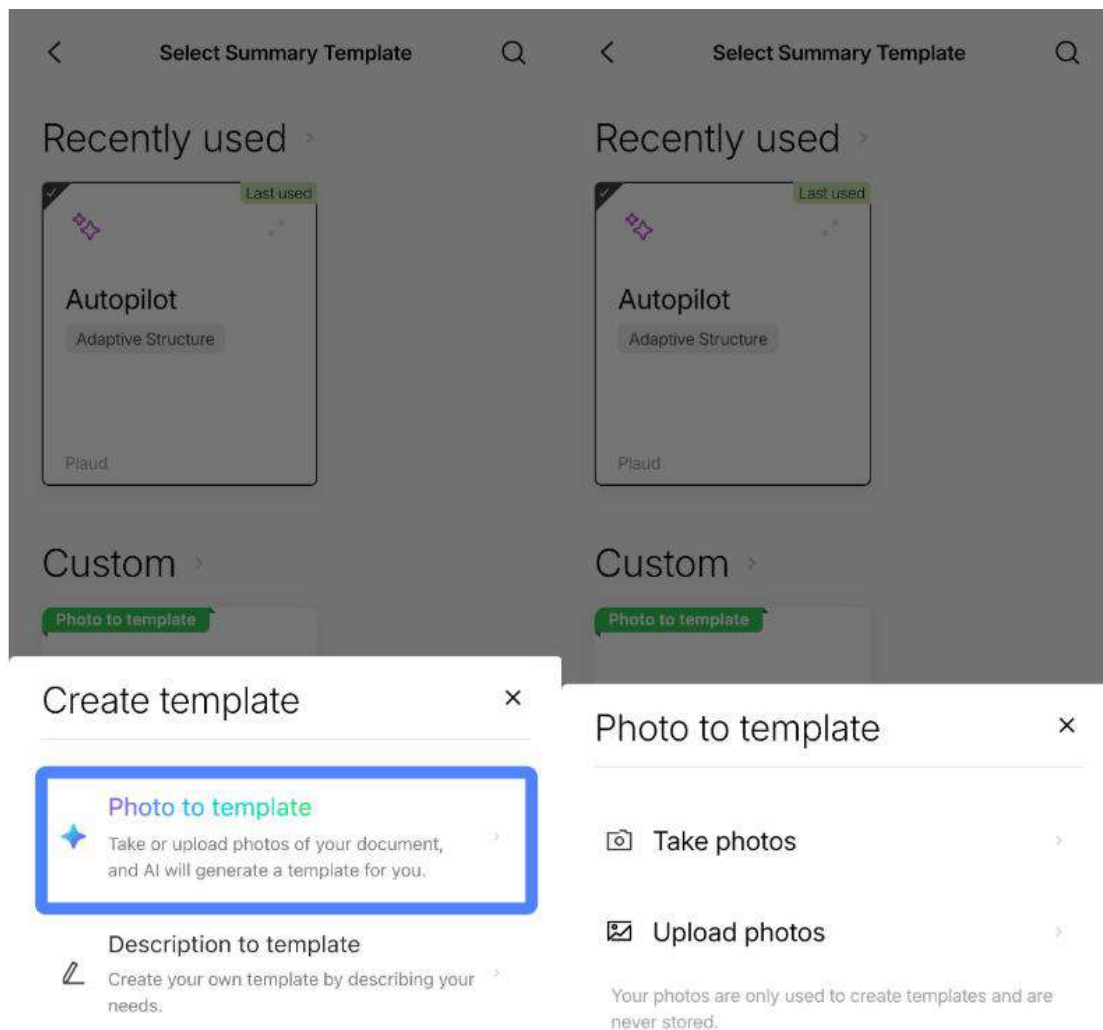 Select Summary Template
Recently used
Last used
Autopilot
Adaptive Structure
Plaud
Custom
Photo to template
Create template
Photo to template
Take or upload photos of your document,
and AI will generate a template for you.
Description to template
Create your own template by describing your
needs.
Select Summary Template
Recently used
Last used
Autopilot
Adaptive Structure
Plaud
Custom
Photo to template
Photo to template
Take photos
Upload photos
Your photos are only used to create templates and are
never stored.